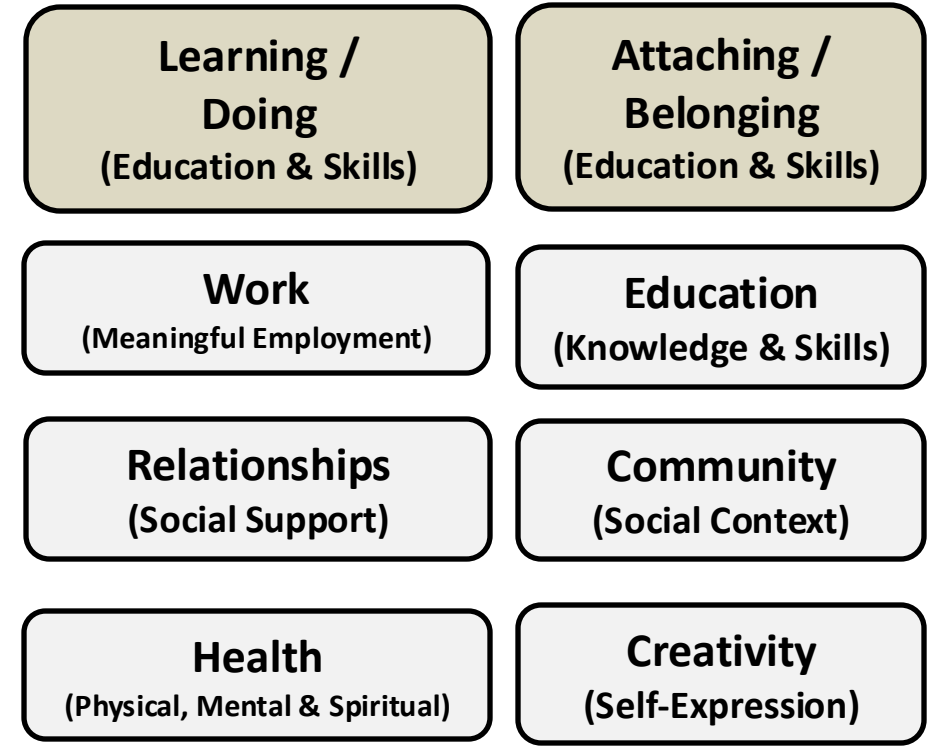 Learning /
Doing
(Education & Skills)
Attaching /
Belonging
(Education & Skills)
Work
(Meaningful Employment)
Education
(Knowledge & Skills)
Relationships
(Social Support)
Community
(Social Context)
Health
(Physical, Mental & Spiritual)
Creativity
(Self-Expression)